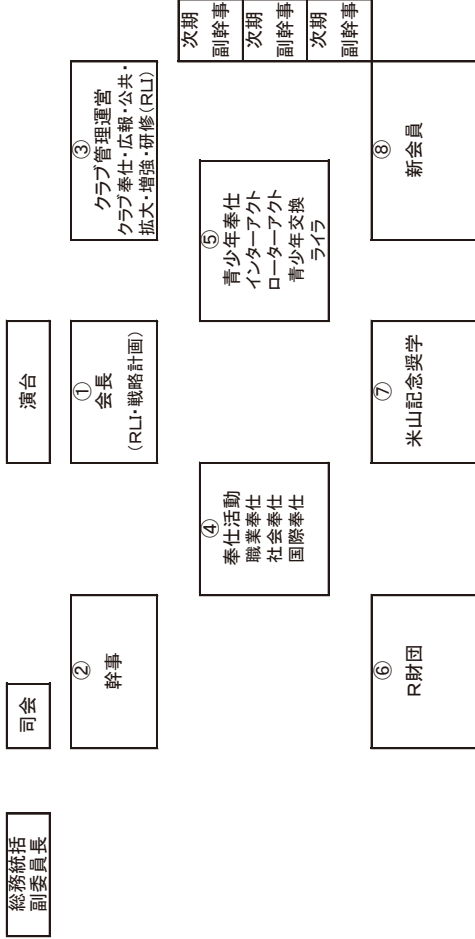 総務統括
副委員長
司会
演台
②
幹事
①
会長
(RLI・戦略計画)
③
クラブ管理運営
クラブ奉仕・広報・公共・
拡大・増強・研修(RLI)
④
奉仕活動
職業奉仕
社会奉仕
国際奉仕
⑤
青少年奉仕
インターアクト
ローターアクト
青少年交換
ライラ
次期
副幹事
次期
副幹事
次期
副幹事
⑥
R財団
⑦
米山記念奨学
⑧
新会員